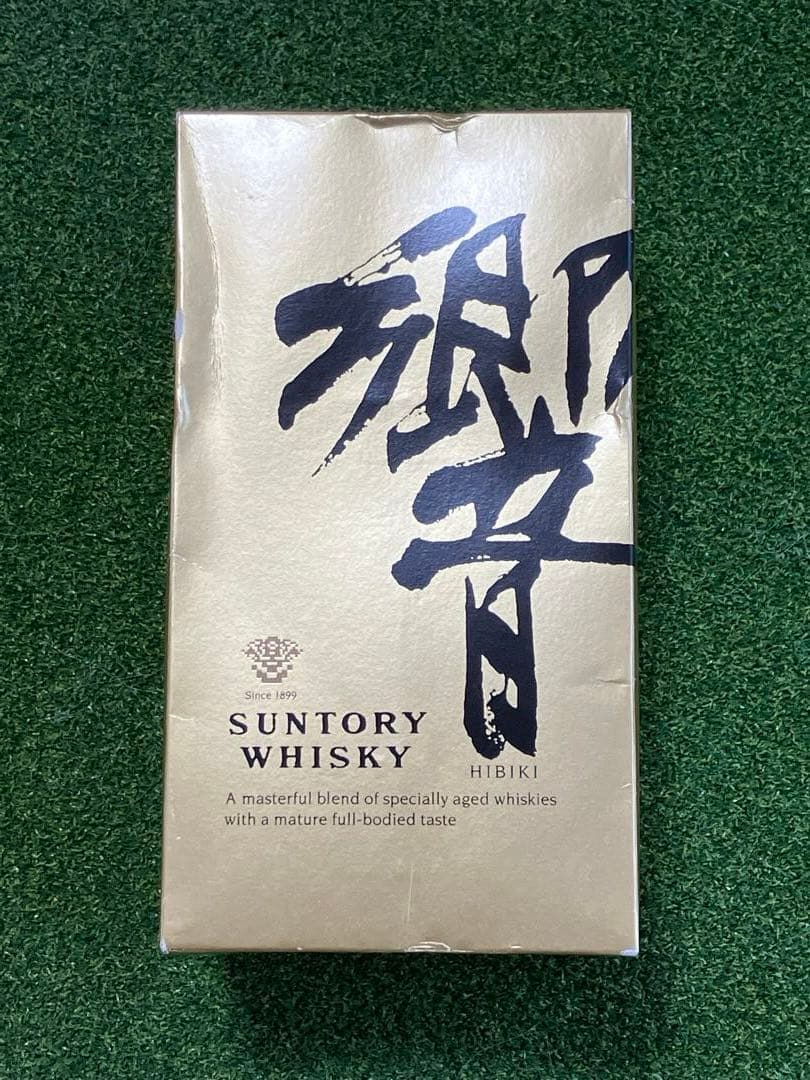 響
Since 1899
SUNTORY
WHISKY
HIBIKI
A masterful blend of specially aged whiskies
with a mature full-bodied taste